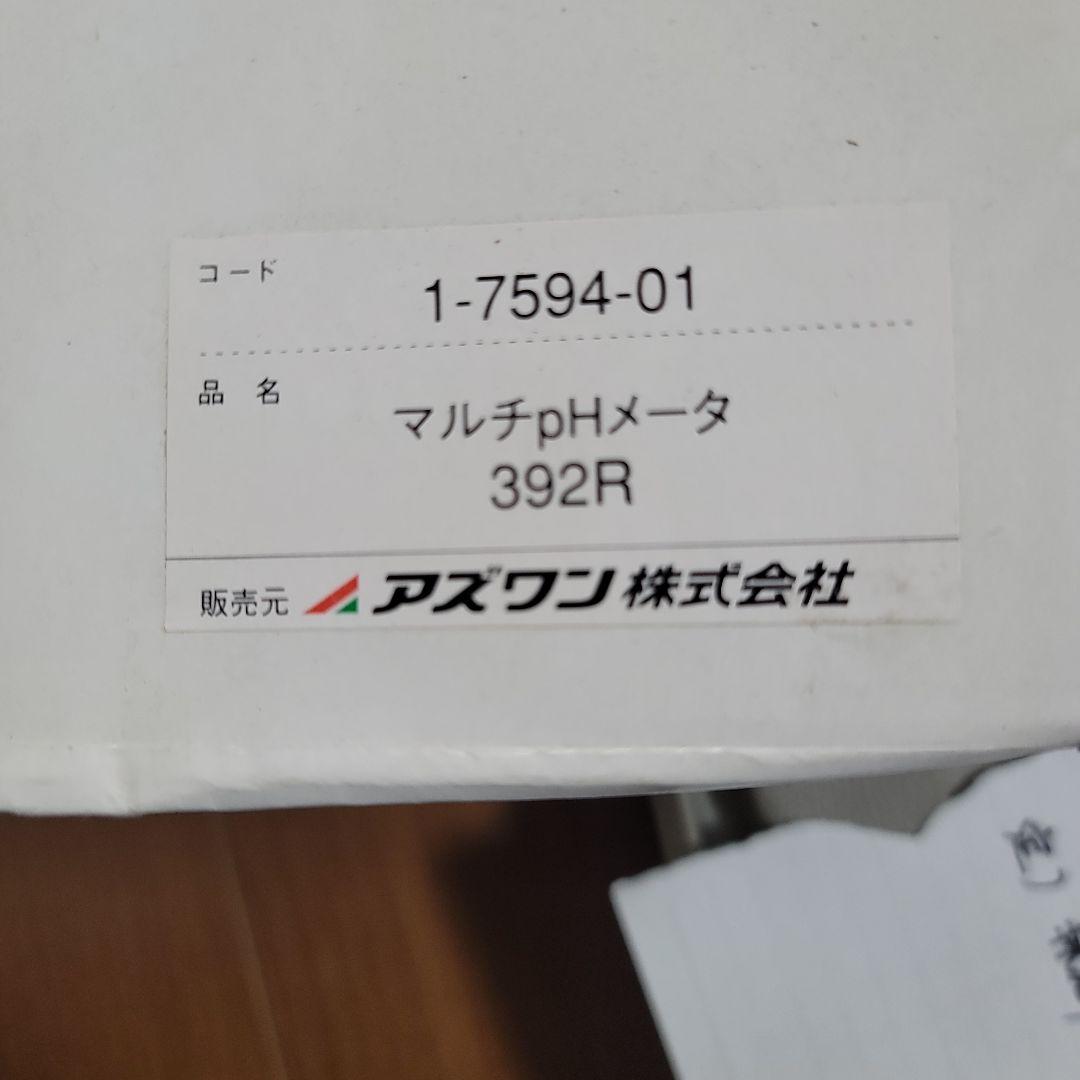 コード
1-7594-01
品 名
マルチpHメータ
392R
販売元 アズワン株式会社